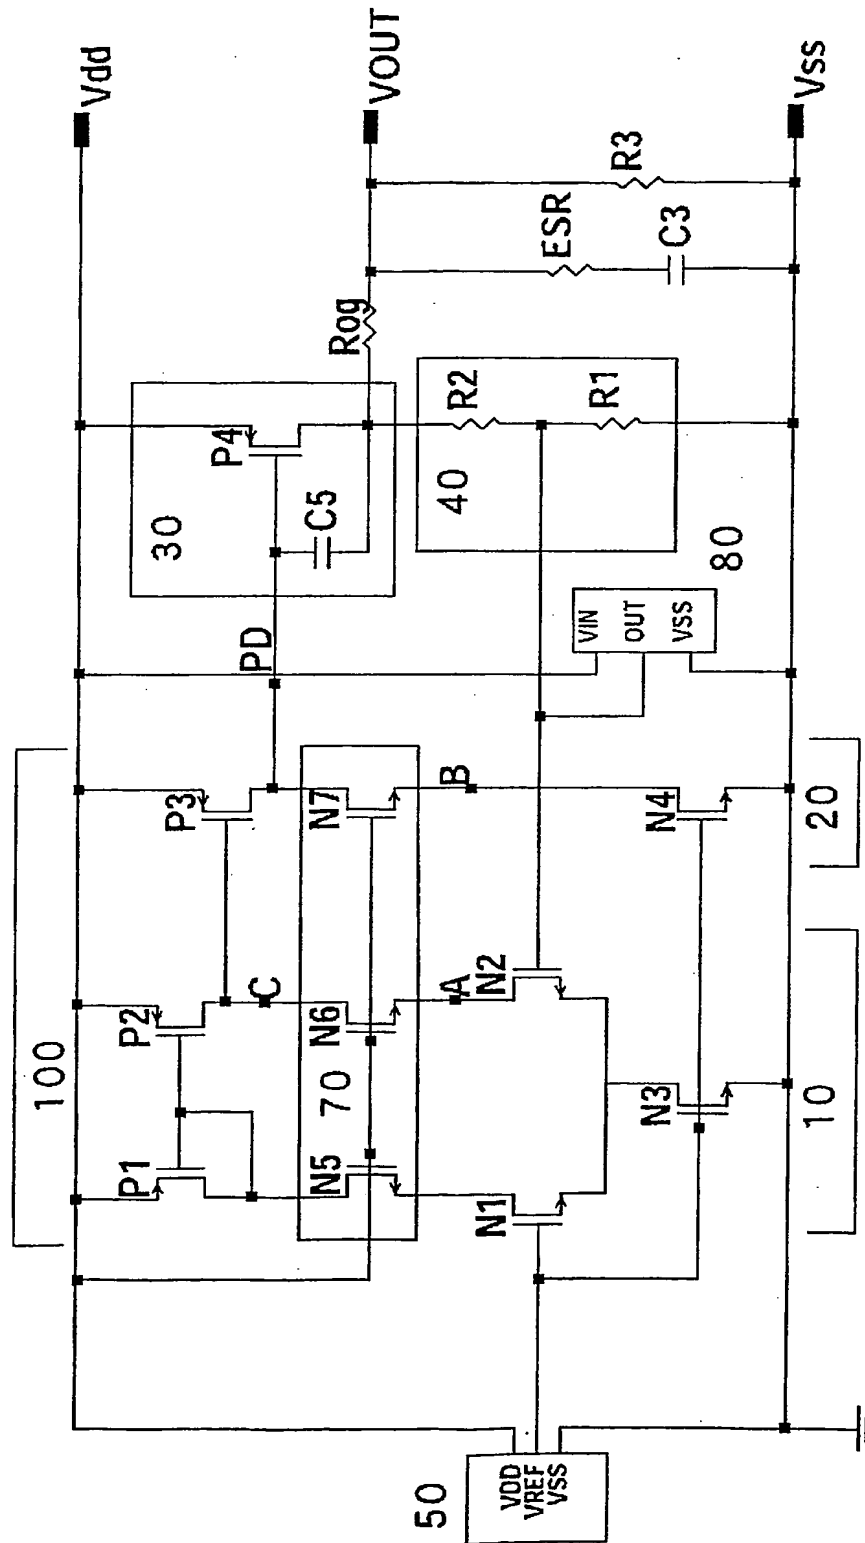 Vdd
VOUT
Vss
R3
ESR
C3
Rog
P4
30
C5
R2
R1
40
80
VIN
OUT
VSS
PD
100
P3
N7
B
N4
20
P2
C
N6
A
N2
70
N3
10
P1
N5
N1
50
VDD
VREF
VSS